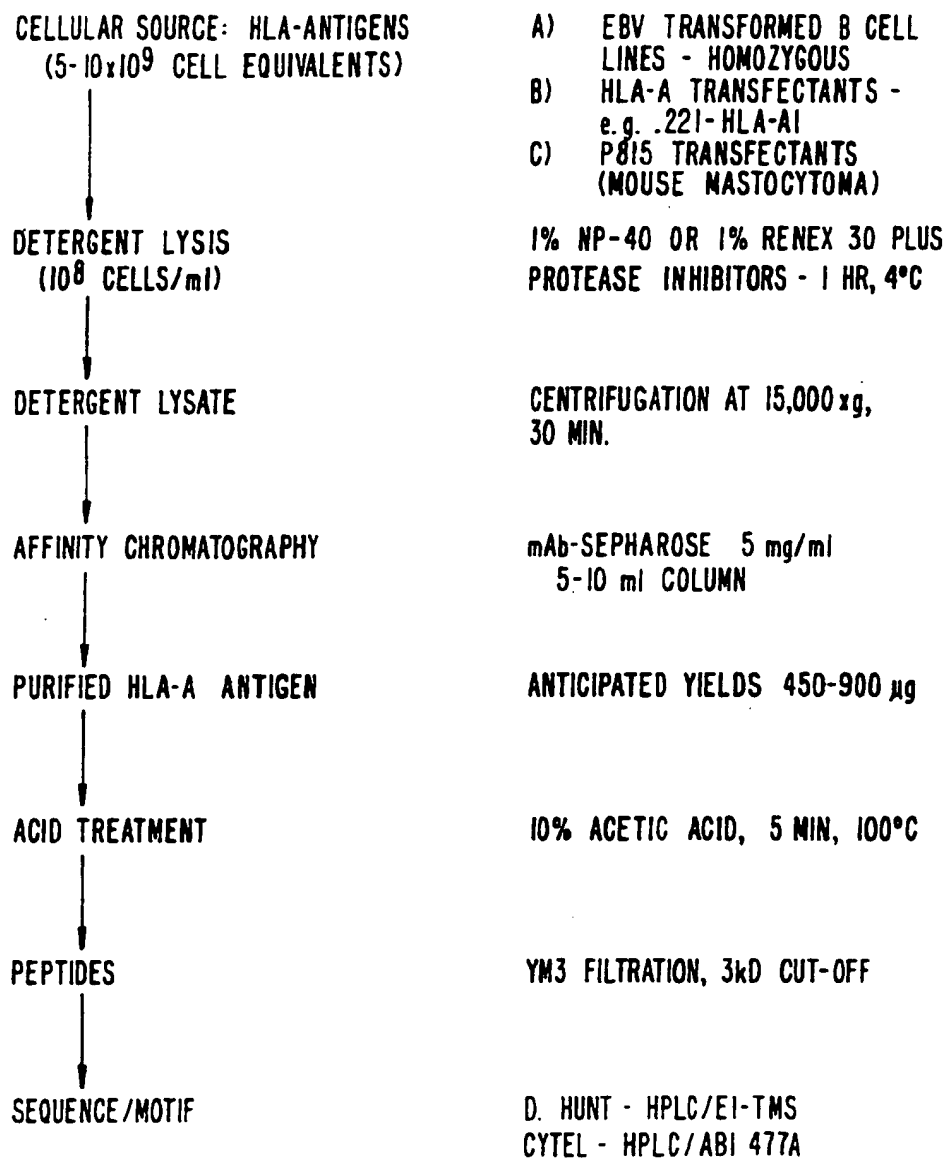 CELLULAR SOURCE: HLA-ANTIGENS
(5-10x10⁹ CELL EQUIVALENTS)
A) EBV TRANSFORMED B CELL
LINES - HOMOZYGOUS
B) HLA-A TRANSFECTANTS -
e.g. .221-HLA-A1
C) P815 TRANSFECTANTS
(MOUSE MASTOCYTOMA)
DETERGENT LYSIS
(10⁸ CELLS/ml)
1% NP-40 OR 1% RENEX 30 PLUS
PROTEASE INHIBITORS - 1 HR, 4°C
DETERGENT LYSATE
CENTRIFUGATION AT 15,000 xg,
30 MIN.
AFFINITY CHROMATOGRAPHY
mAb-SEPHAROSE 5 mg/ml
5-10 ml COLUMN
PURIFIED HLA-A ANTIGEN
ANTICIPATED YIELDS 450-900 µg
ACID TREATMENT
10% ACETIC ACID, 5 MIN, 100°C
PEPTIDES
YM3 FILTRATION, 3kD CUT-OFF
SEQUENCE/MOTIF
D. HUNT - HPLC/EI-TMS
CYTEL - HPLC/ABI 477A